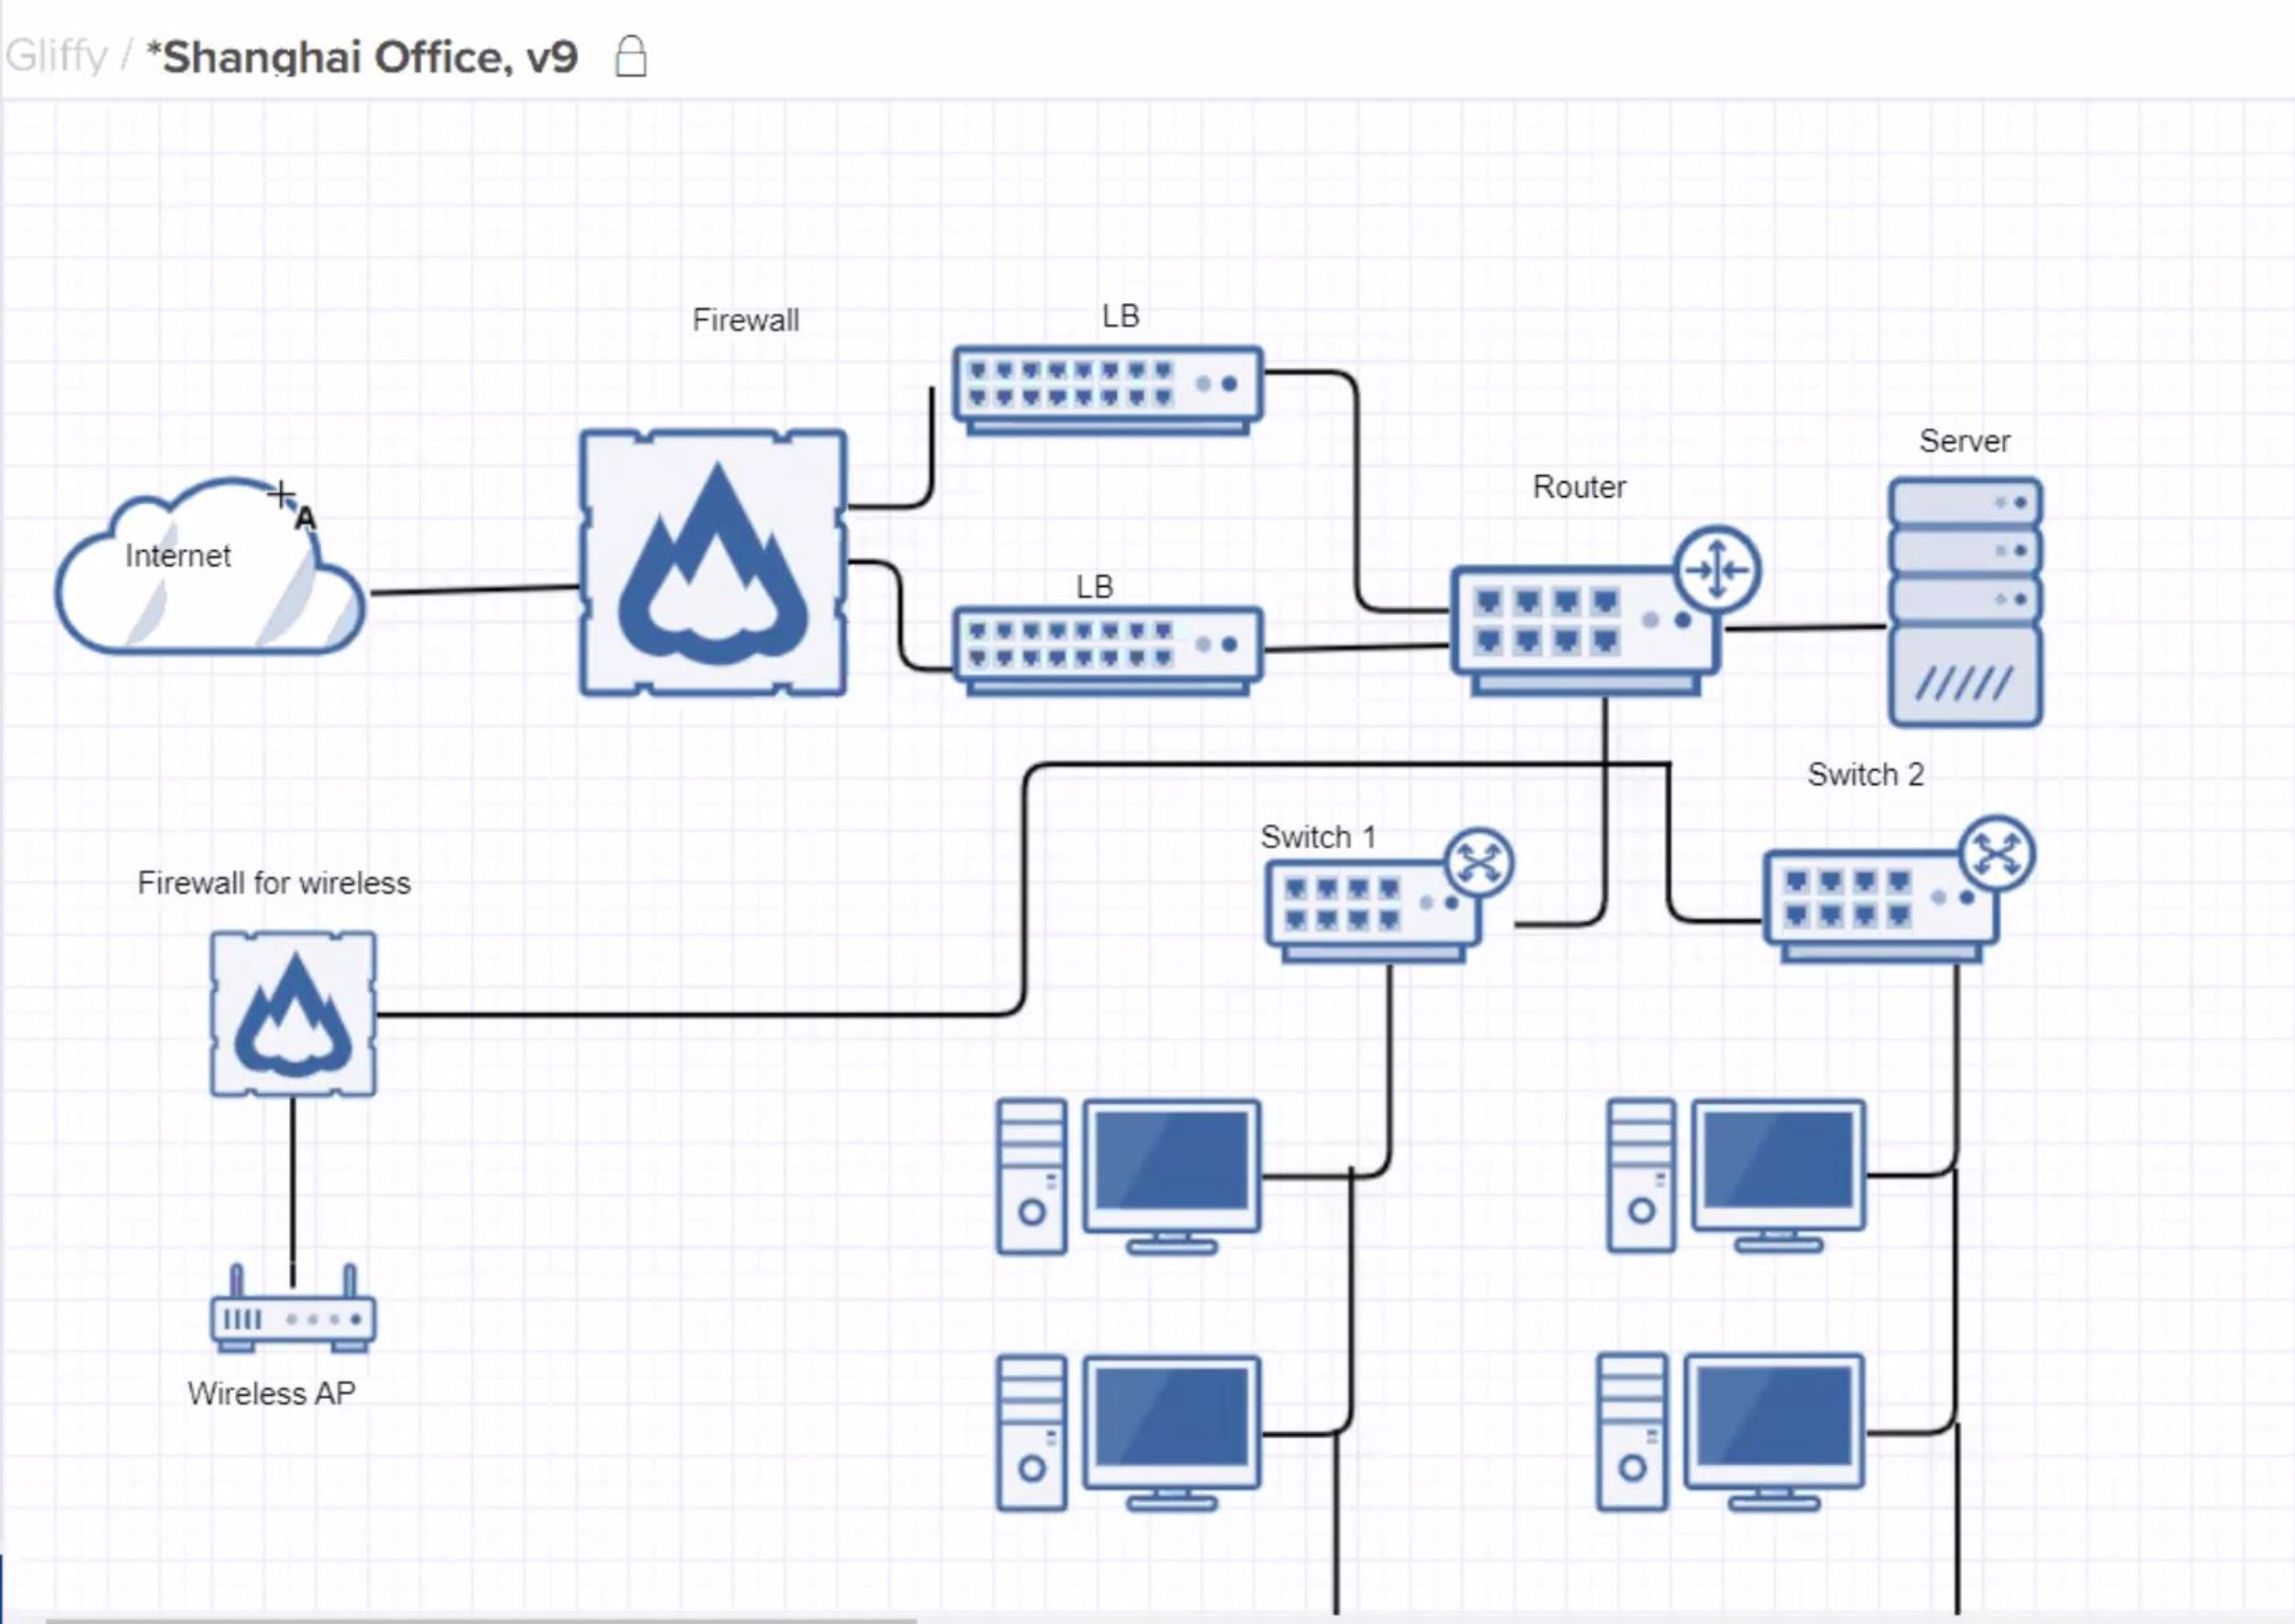 Gliffy / *Shanghai Office, v9
Firewall
LB
Server
Router
A
Internet
LB
Switch 2
Switch 1
Firewall for wireless
Wireless AP